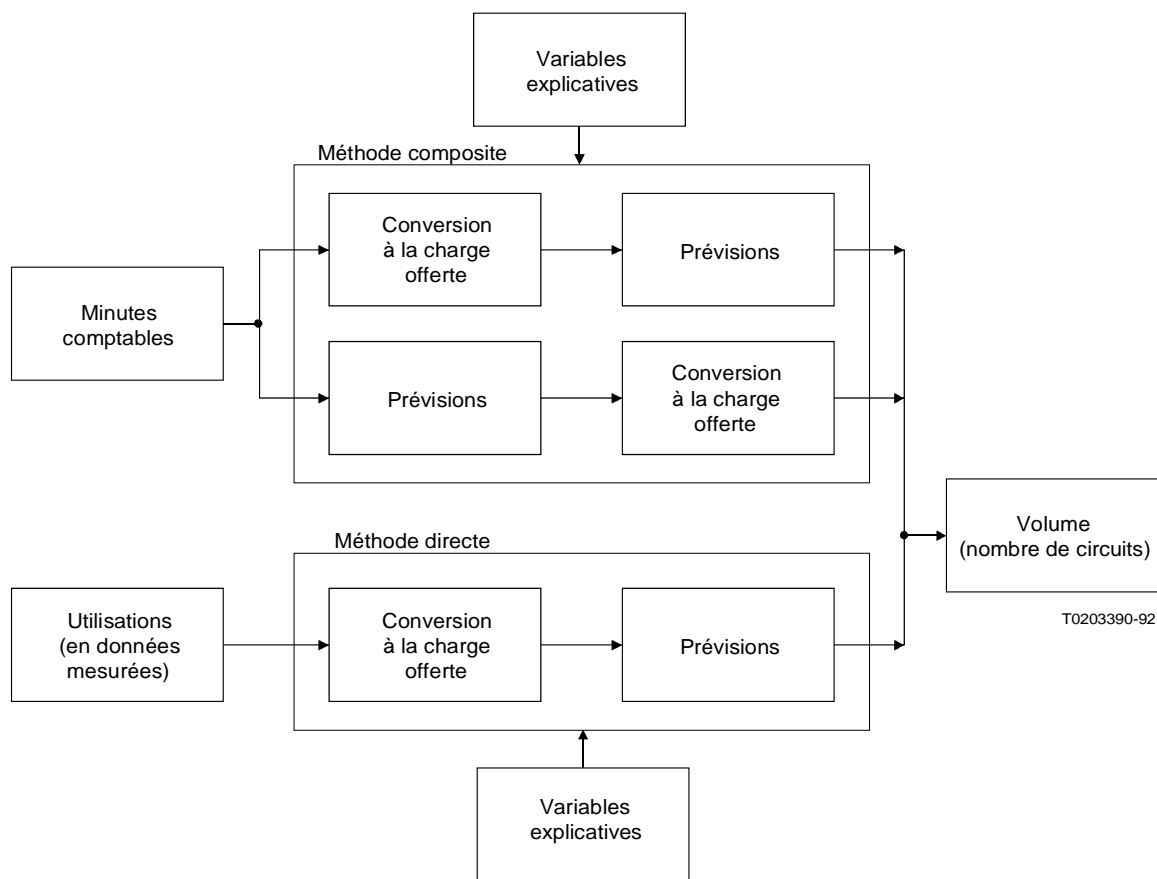 Variables
explicatives
Méthode composite
Conversion
à la charge
offerte
Prévisions
Minutes
comptables
Prévisions
Conversion
à la charge
offerte
Volume
(nombre de circuits)
T0203390-92
Méthode directe
Utilisations
(en données
mesurées)
Conversion
à la charge
offerte
Prévisions
Variables
explicatives